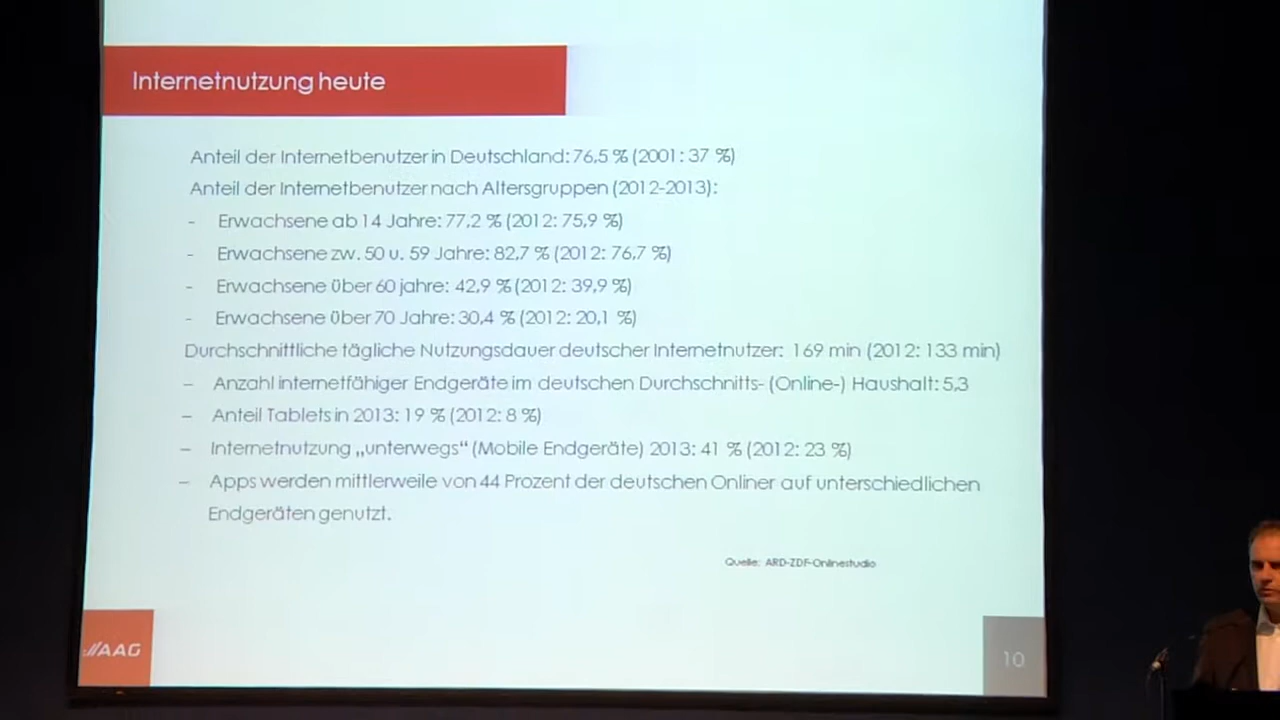 Internetnutzung heute
Anteil der Internetbenutzer in Deutschland: 76,5 % (2001: 37 %)
Anteil der Internetbenutzer nach Altersgruppen (2012-2013):
- Erwachsene ab 14 Jahre: 77,2 % (2012: 75,9 %)
- Erwachsene zw. 50 u. 59 Jahre: 82,7 % (2012: 76,7 %)
- Erwachsene über 60 jahre: 42,9 % (2012: 39,9 %)
- Erwachsene über 70 Jahre: 30,4 % (2012: 20,1 %)
Durchschnittliche tägliche Nutzungsdauer deutscher Internetnutzer: 169 min (2012: 133 min)
– Anzahl internetfähiger Endgeräte im deutschen Durchschnitts- (Online-) Haushalt: 5,3
– Anteil Tablets in 2013: 19 % (2012: 8 %)
– Internetnutzung „unterwegs“ (Mobile Endgeräte) 2013: 41 % (2012: 23 %)
– Apps werden mittlerweile von 44 Prozent der deutschen Onliner auf unterschiedlichen
Endgeräten genutzt.
Quelle: ARD-ZDF-Onlinestudio
AAG
10